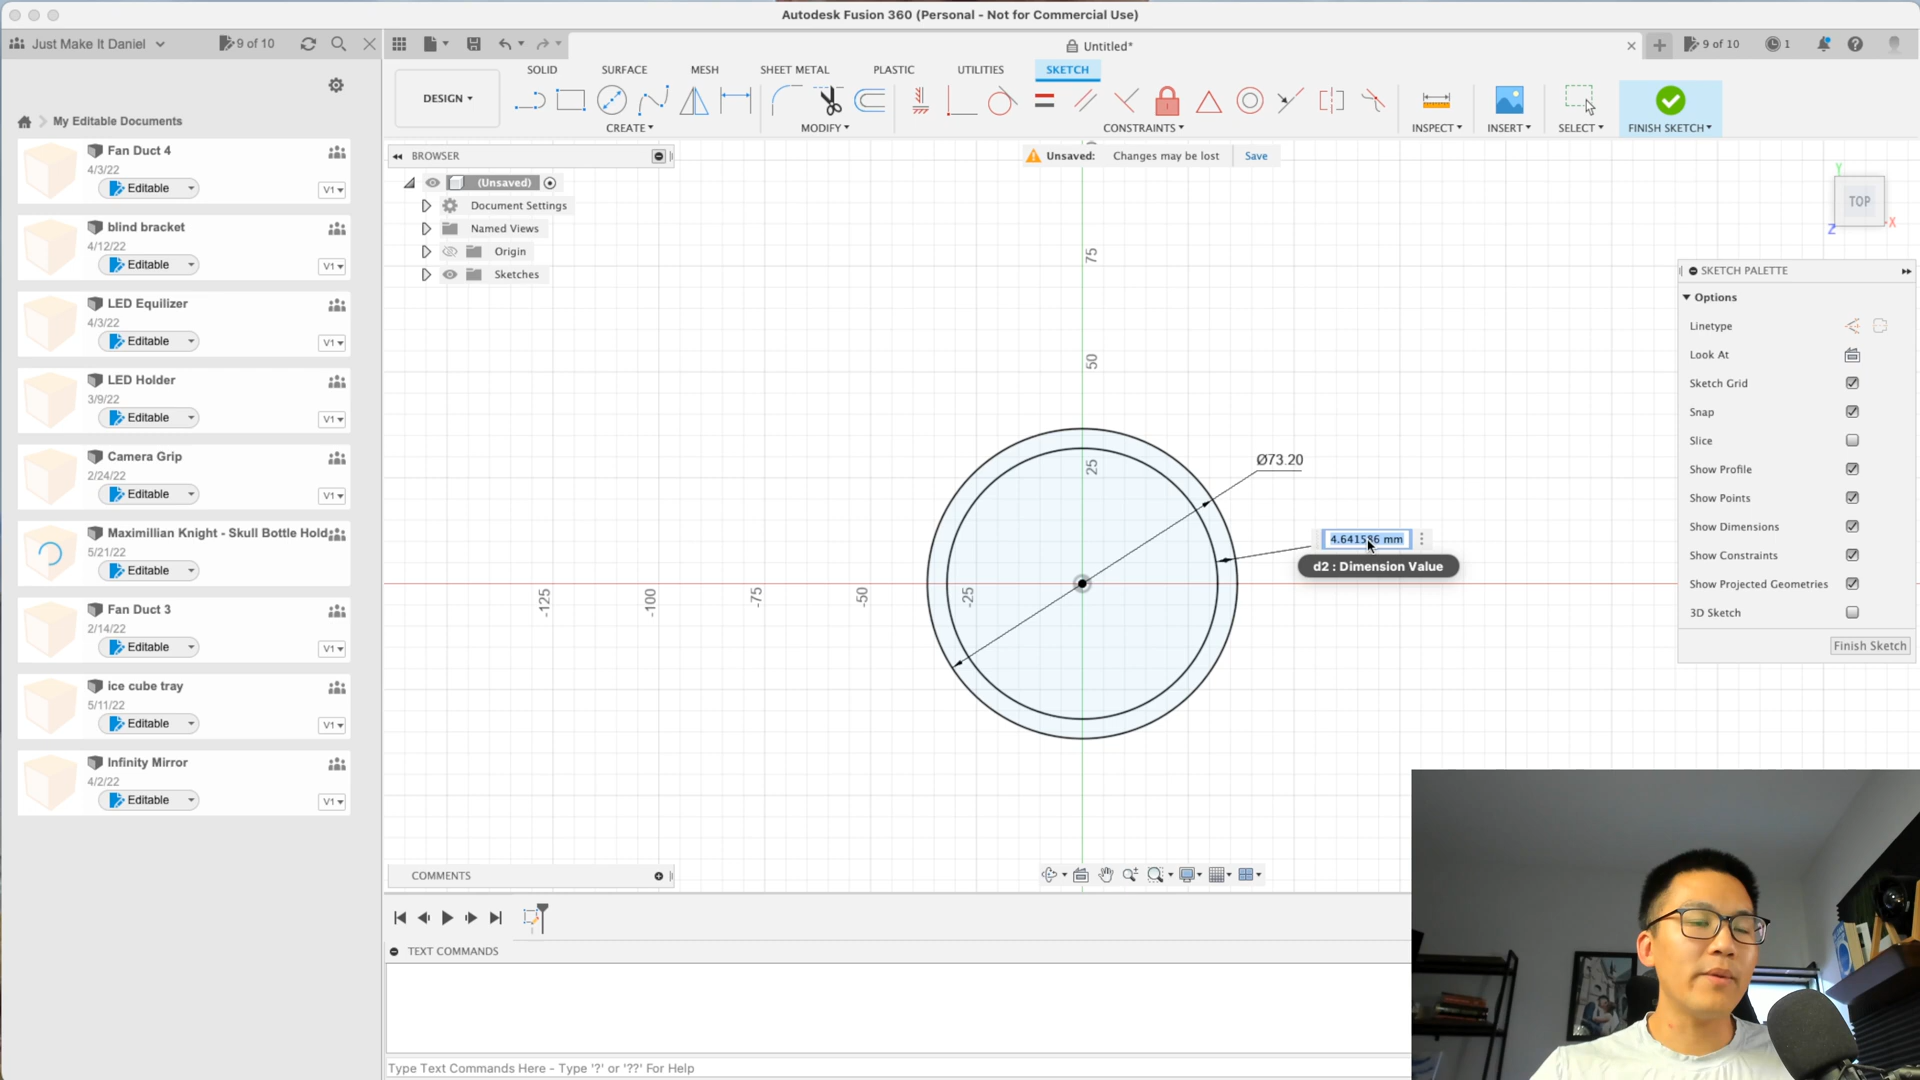 Autodesk Fusion 360 (Personal - Not for Commercial Use)
Just Make It Daniel
9 of 10
Untitled*
9 of 10
1
SOLID
SURFACE
MESH
SHEET METAL
PLASTIC
UTILITIES
SKETCH
DESIGN
CREATE
MODIFY
CONSTRAINTS
INSPECT
INSERT
SELECT
FINISH SKETCH
My Editable Documents
Fan Duct 4
4/3/22
Editable
V1
blind bracket
4/12/22
Editable
V1
LED Equilizer
4/3/22
Editable
V1
LED Holder
3/9/22
Editable
V1
Camera Grip
2/24/22
Editable
V1
Maximillian Knight - Skull Bottle Hold
5/21/22
Editable
Fan Duct 3
2/14/22
Editable
V1
ice cube tray
5/11/22
Editable
V1
Infinity Mirror
4/2/22
Editable
V1
BROWSER
(Unsaved)
Document Settings
Named Views
Origin
Sketches
Unsaved: Changes may be lost Save
Y
TOP
X
Z
75
50
25
-125
-100
-75
-50
-25
Ø73.20
d2 : Dimension Value
SKETCH PALETTE
Options
Linetype
Look At
Sketch Grid
Snap
Slice
Show Profile
Show Points
Show Dimensions
Show Constraints
Show Projected Geometries
3D Sketch
Finish Sketch
COMMENTS
TEXT COMMANDS
Type Text Commands Here - Type '?' or '??' For Help